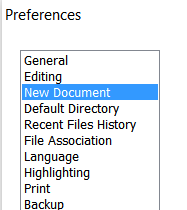 Preferences
General
Editing
New Document
Default Directory
Recent Files History
File Association
Language
Highlighting
Print
Backup